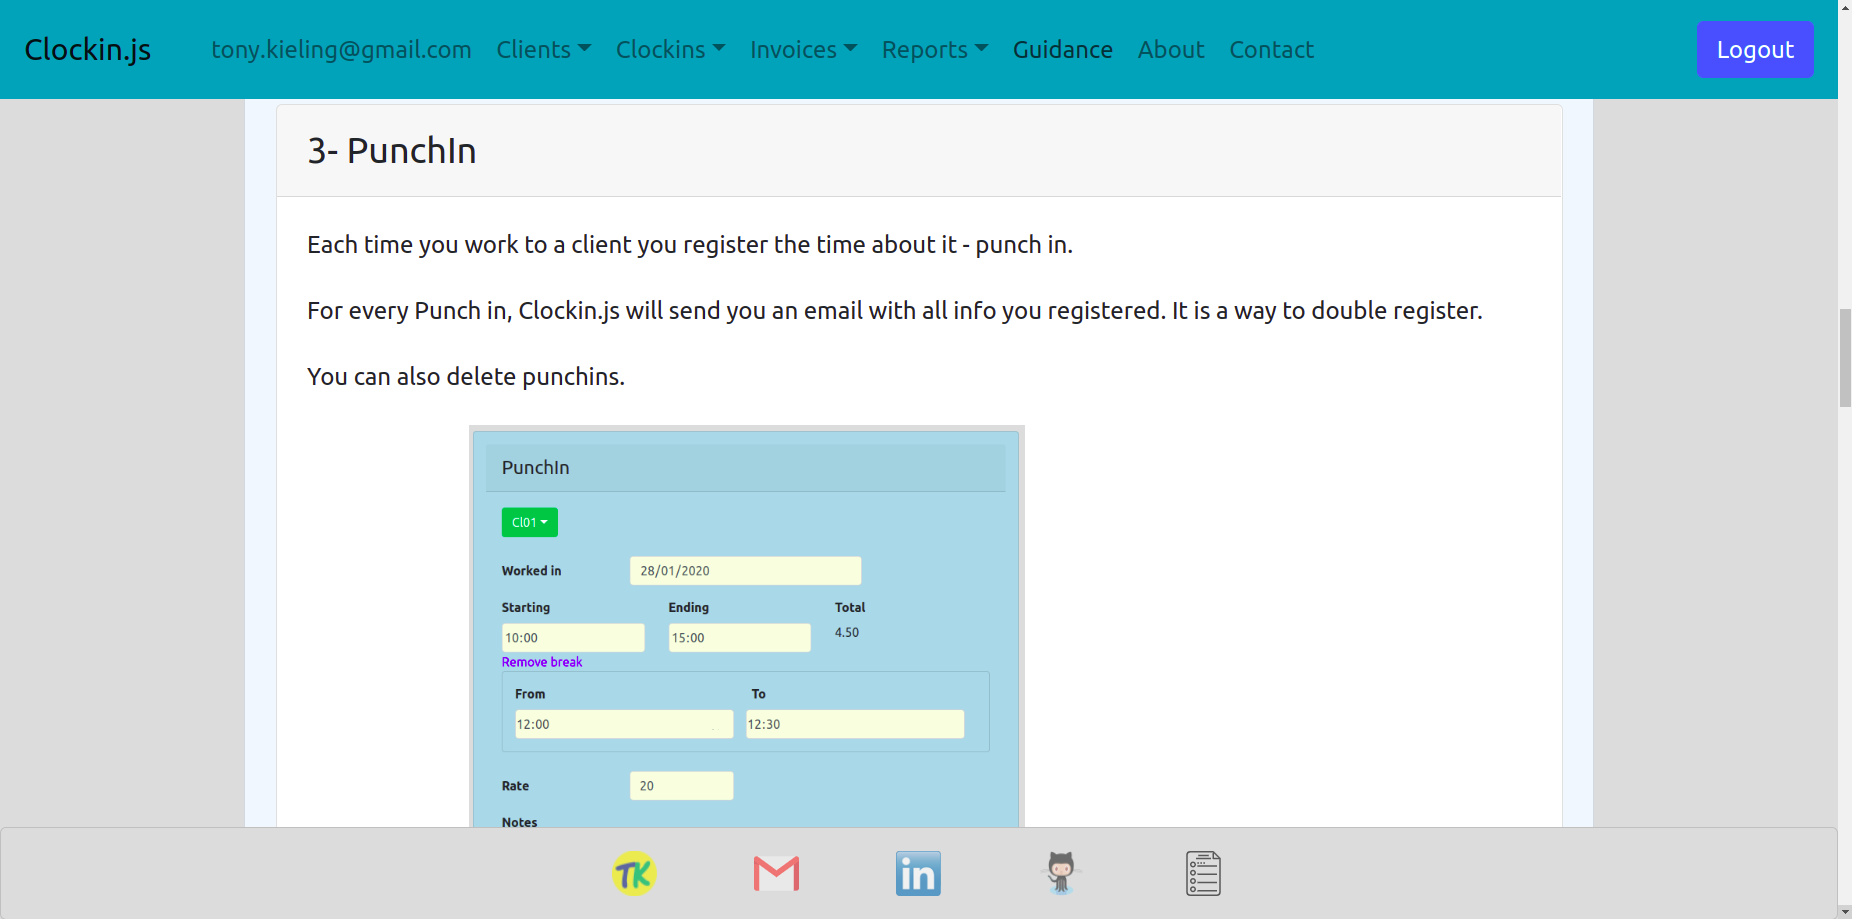 Clockin.js tony.kieling@gmail.com Clients Clockins Invoices Reports Guidance About Contact Logout
3- PunchIn
Each time you work to a client you register the time about it - punch in.
For every Punch in, Clockin.js will send you an email with all info you registered. It is a way to double register.
You can also delete punchins.
PunchIn
Cl01
Worked in 28/01/2020
Starting Ending Total
10:00 15:00 4.50
Remove break
From To
12:00 12:30
Rate 20
Notes
TK in